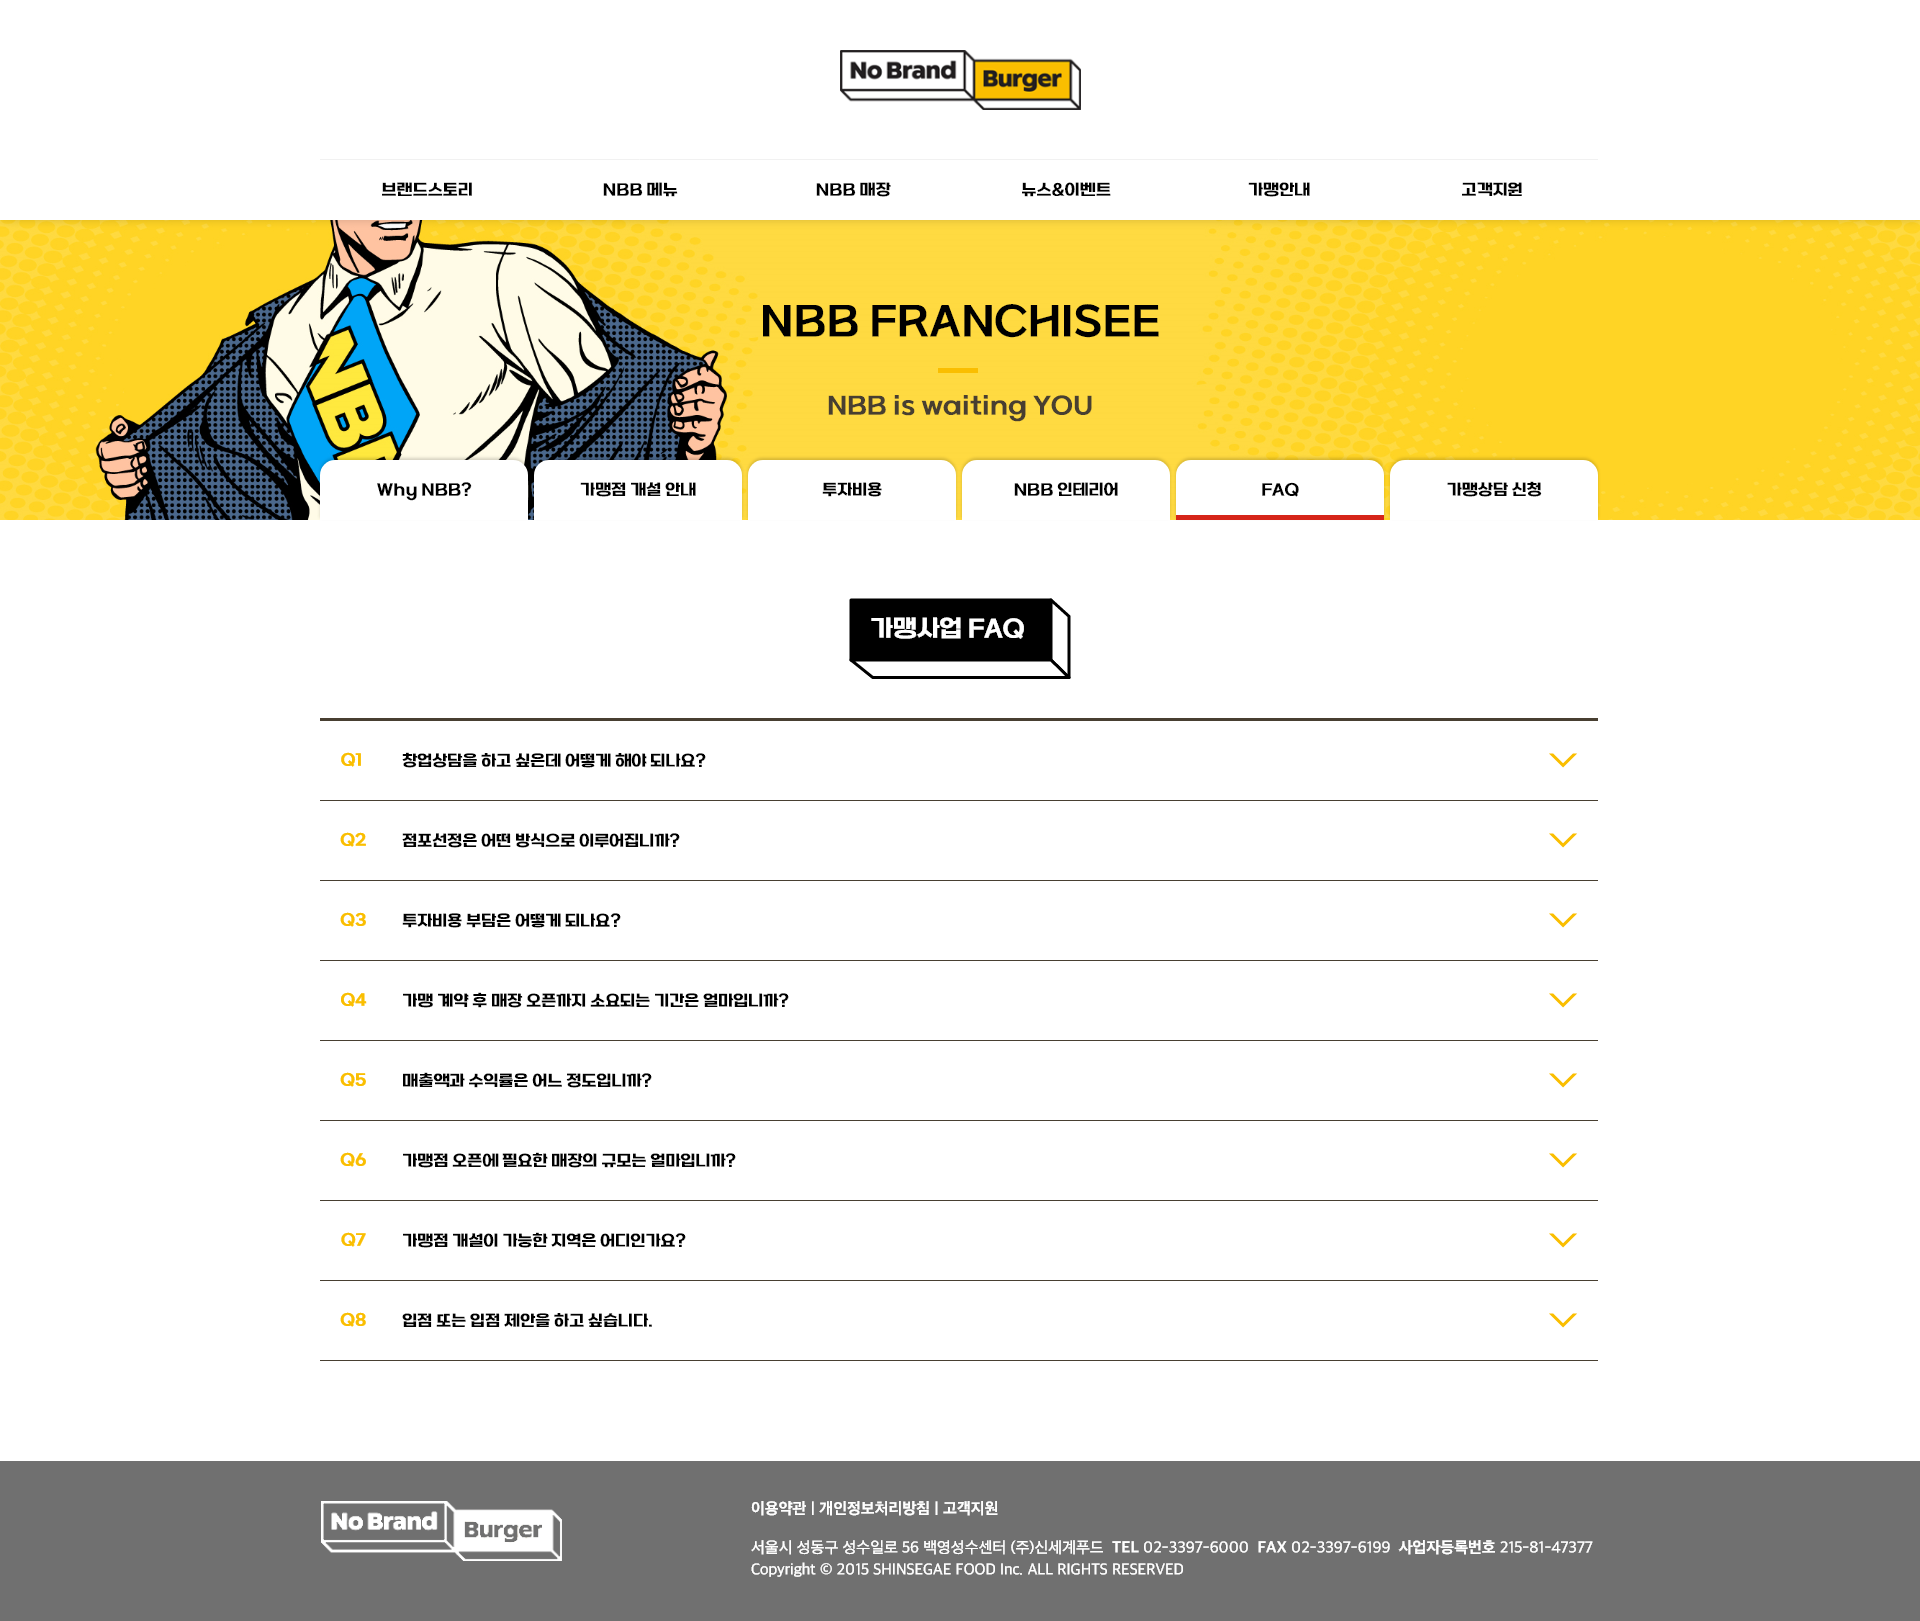 No Brand Burger
브랜드스토리 NBB 메뉴 NBB 매장 뉴스&이벤트 가맹안내 고객지원
NBB FRANCHISEE
NBB is waiting YOU
NBB
Why NBB? 가맹점 개설 안내 투자비용 NBB 인테리어 FAQ 가맹상담 신청
가맹사업 FAQ
Q1 창업상담을 하고 싶은데 어떻게 해야 되나요?
Q2 점포선정은 어떤 방식으로 이루어집니까?
Q3 투자비용 부담은 어떻게 되나요?
Q4 가맹 계약 후 매장 오픈까지 소요되는 기간은 얼마입니까?
Q5 매출액과 수익률은 어느 정도입니까?
Q6 가맹점 오픈에 필요한 매장의 규모는 얼마입니까?
Q7 가맹점 개설이 가능한 지역은 어디인가요?
Q8 입점 또는 입점 제안을 하고 싶습니다.
No Brand Burger
이용약관 | 개인정보처리방침 | 고객지원
서울시 성동구 성수일로 56 백영성수센터 (주)신세계푸드 TEL 02-3397-6000 FAX 02-3397-6199 사업자등록번호 215-81-47377
Copyright © 2015 SHINSEGAE FOOD Inc. ALL RIGHTS RESERVED